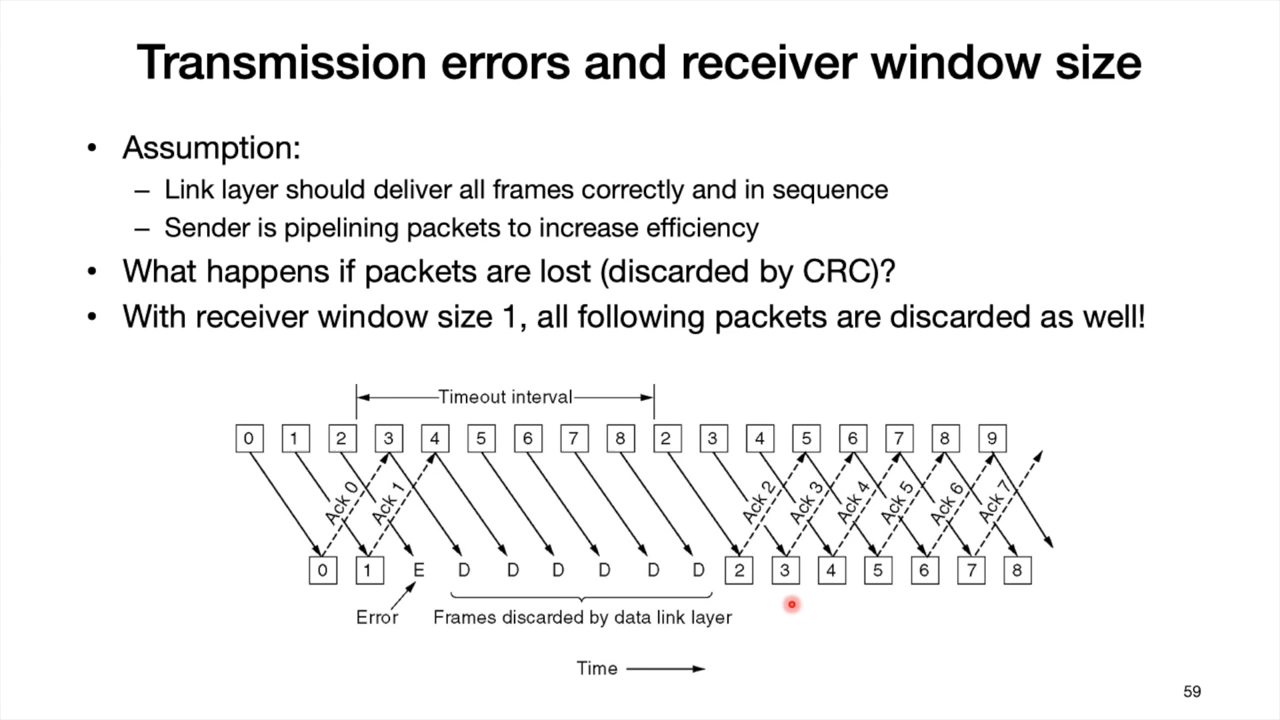 Transmission errors and receiver window size
• Assumption:
– Link layer should deliver all frames correctly and in sequence
– Sender is pipelining packets to increase efficiency
• What happens if packets are lost (discarded by CRC)?
• With receiver window size 1, all following packets are discarded as well!
Timeout interval
0 1 2 3 4 5 6 7 8 2 3 4 5 6 7 8 9
Ack 0 Ack 1 Ack 2 Ack 3 Ack 4 Ack 5 Ack 6 Ack 7
0 1 E D D D D D D 2 3 4 5 6 7 8
Error Frames discarded by data link layer
Time
59